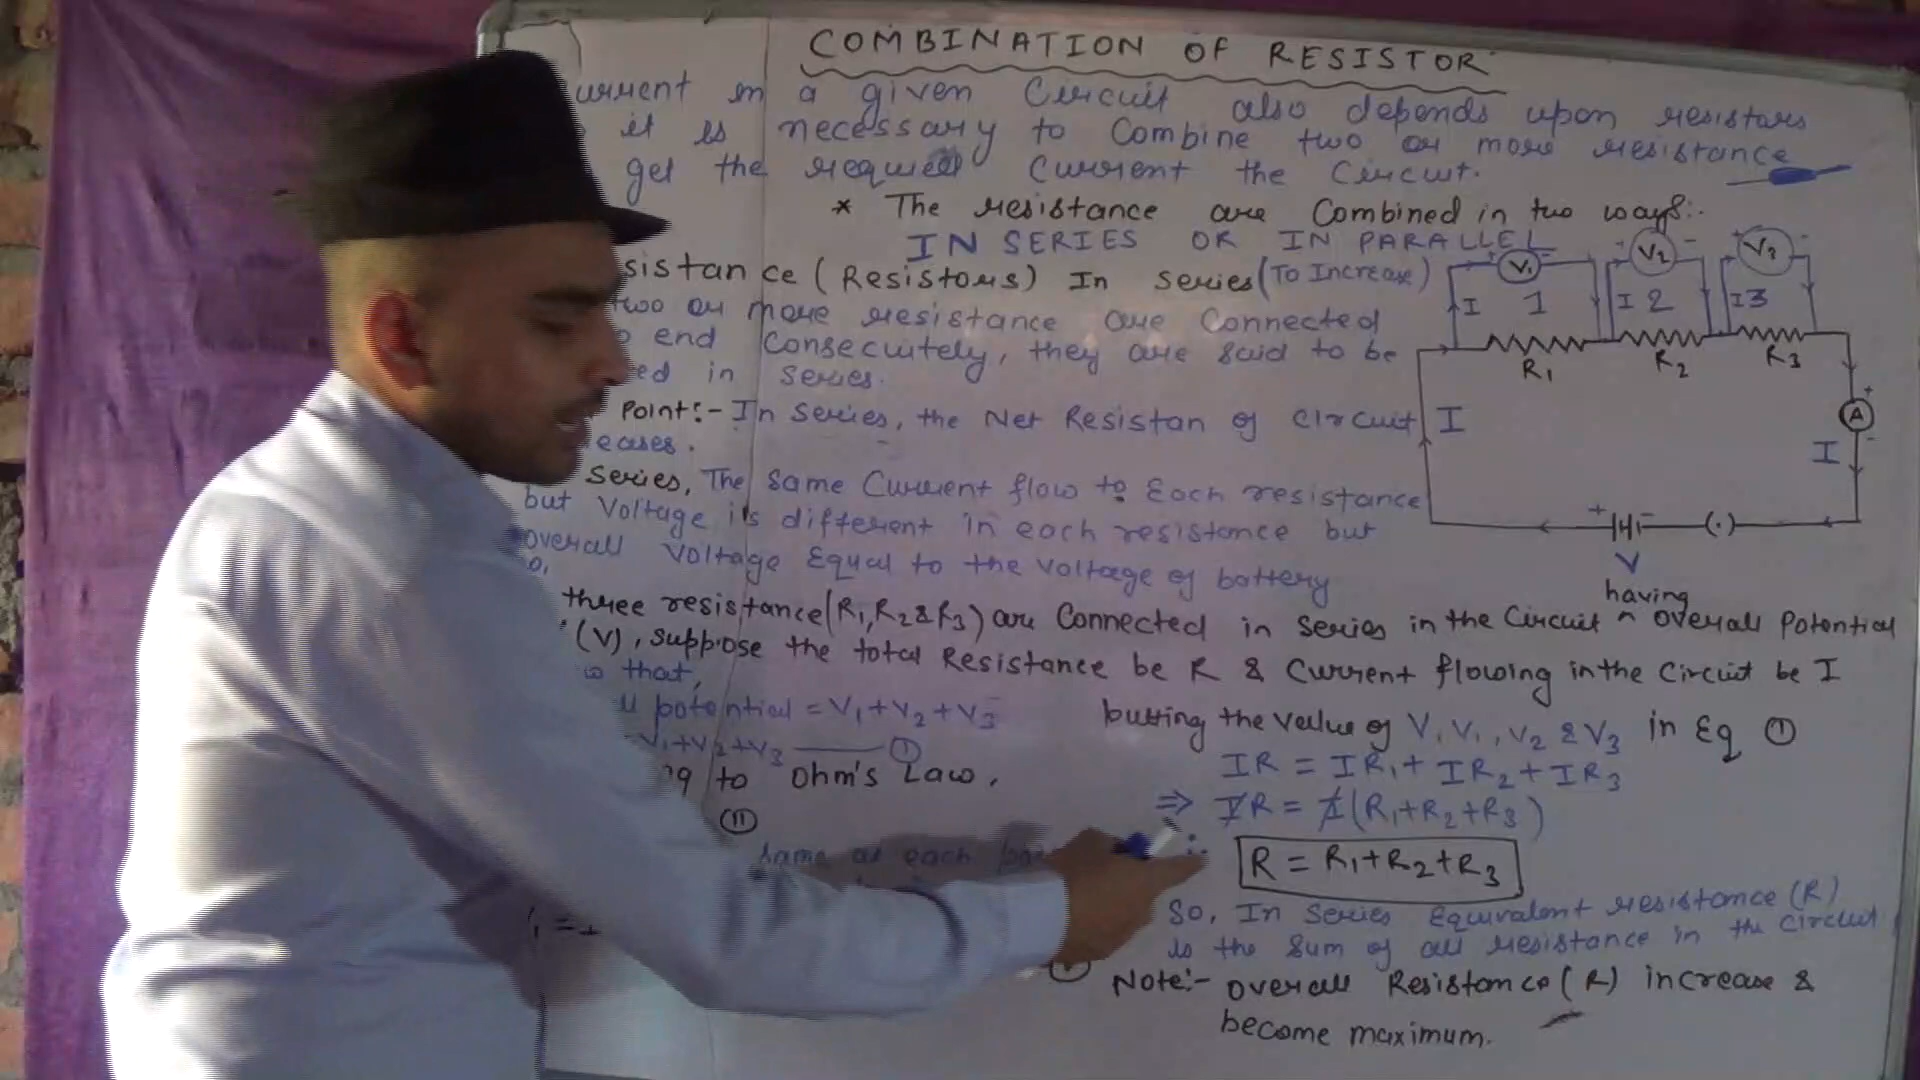 COMBINATION OF RESISTOR
in a given Circuit also depends upon resistors
it is necessary to Combine two or more resistance
get the required Current the Circuit.
* The resistance are Combined in two ways:.
IN SERIES OR IN PARALLEL
(Resistors) In series (To Increase)
two or more resistance are Connected
end Consecutely, they are said to be
in series.
Point:- In series, the Net Resistan of Circuit
Series, The Same Current flow to Each resistance
but Voltage is different in each resistance but
overall voltage Equal to the voltage of battery
three resistance (R1, R2 & R3) are Connected in series in the Circuit having overall Potential
(V), suppose the total Resistance be R & Current flowing in the Circuit be I
that,
potential = V1 + V2 + V3
V1 + V2 + V3 —— (1)
to Ohm's Law,
(11)
same at each
V1 + - V2 + - V3 + -
I 1 I 2 I 3
R1 R2 R3
I
A + -
I
+ -
(·)
V
putting the value of V, V1, V2 & V3 in Eq (1)
IR = IR1 + IR2 + IR3
⇒ IR = I(R1+R2+R3)
∴ R = R1+R2+R3
So, In Series Equivalent resistance (R)
is the sum of all resistance in the circuit
Note:- overall Resistance (R) increase &
become maximum.